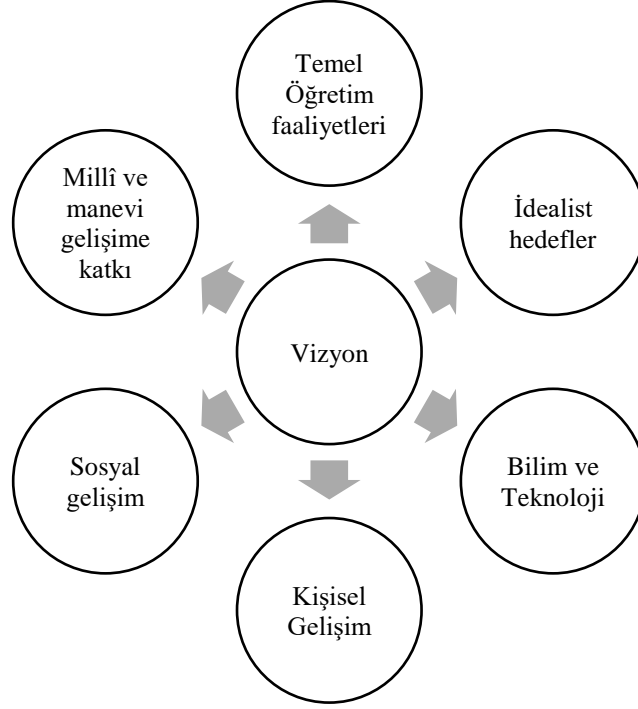 Temel
Öğretim
faaliyetleri
Millî ve
manevi
gelişime
katkı
İdealist
hedefler
Vizyon
Sosyal
gelişim
Bilim ve
Teknoloji
Kişisel
Gelişim